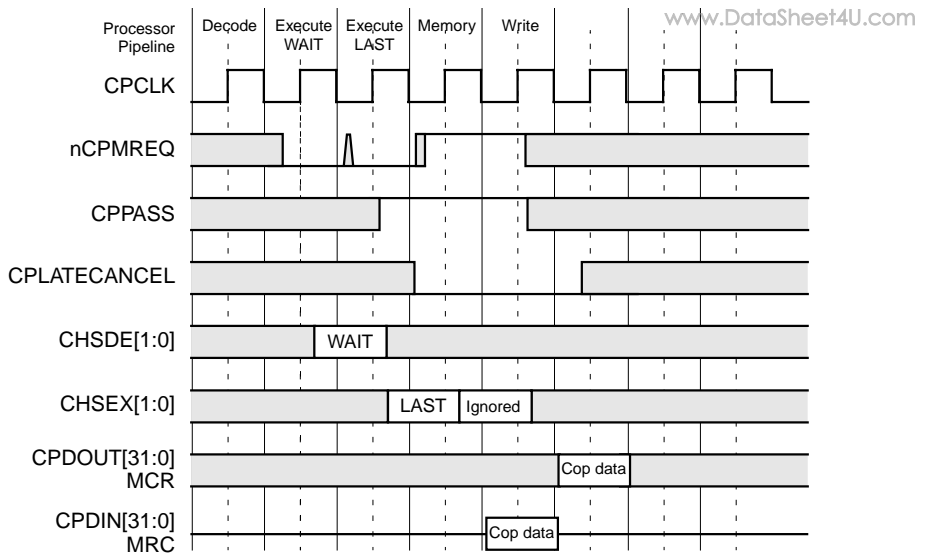 www.DataSheet4U.com
Processor
Pipeline
Decode
Execute
WAIT
Execute
LAST
Memory
Write
CPCLK
nCPMREQ
CPPASS
CPLATECANCEL
CHSDE[1:0]
WAIT
CHSEX[1:0]
LAST
Ignored
CPDOUT[31:0]
MCR
Cop data
CPDIN[31:0]
MRC
Cop data